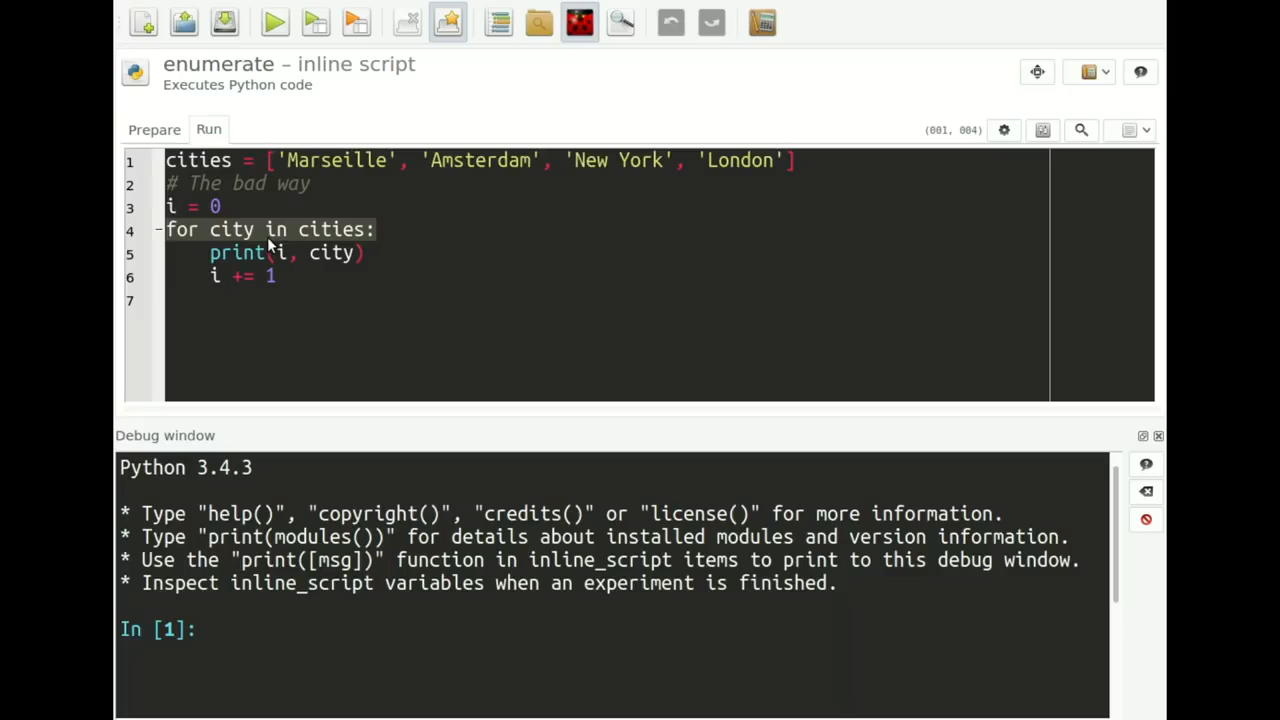 enumerate – inline script
Executes Python code
Prepare
Run
(001, 004)
1 cities = ['Marseille', 'Amsterdam', 'New York', 'London']
2 # The bad way
3 i = 0
4 for city in cities:
5     print(i, city)
6     i += 1
7
Debug window
Python 3.4.3
* Type "help()", "copyright()", "credits()" or "license()" for more information.
* Type "print(modules())" for details about installed modules and version information.
* Use the "print([msg])" function in inline_script items to print to this debug window.
* Inspect inline_script variables when an experiment is finished.
In [1]: